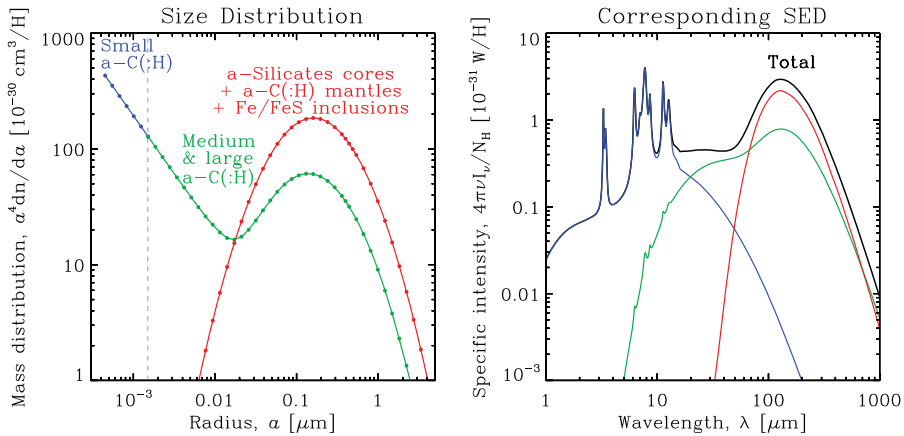 Size Distribution
Mass distribution, a⁴dn/da [10⁻³⁰ cm³/H]
1000
100
10
1
Small
a−C(:H)
a−Silicates cores
+ a−C(:H) mantles
+ Fe/FeS inclusions
Medium
& large
a−C(:H)
10⁻³
0.01
0.1
1
Radius, a [μm]
Corresponding SED
Specific intensity, 4πνIᵥ/N_H [10⁻³¹ W/H]
10
1
0.1
0.01
10⁻³
Total
1
10
100
1000
Wavelength, λ [μm]